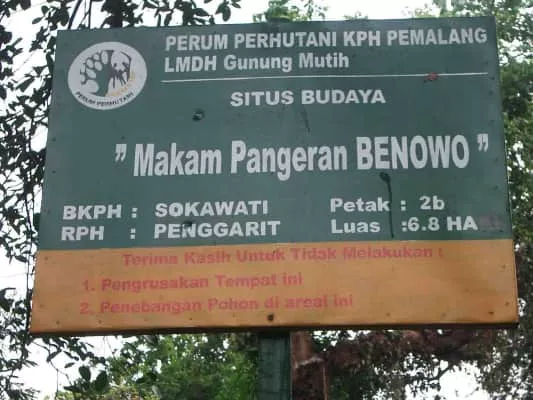 PERUM PERHUTANI KPH PEMALANG
LMDH Gunung Mutih
PERUM PERHUTANI
SITUS BUDAYA
" Makam Pangeran BENOWO "
BKPH : SOKAWATI Petak : 2b
RPH : PENGGARIT Luas :6.8 HA
Terima Kasih Untuk Tidak Melakukan :
1. Pengrusakan Tempat ini
2. Penebangan Pohon di areal ini